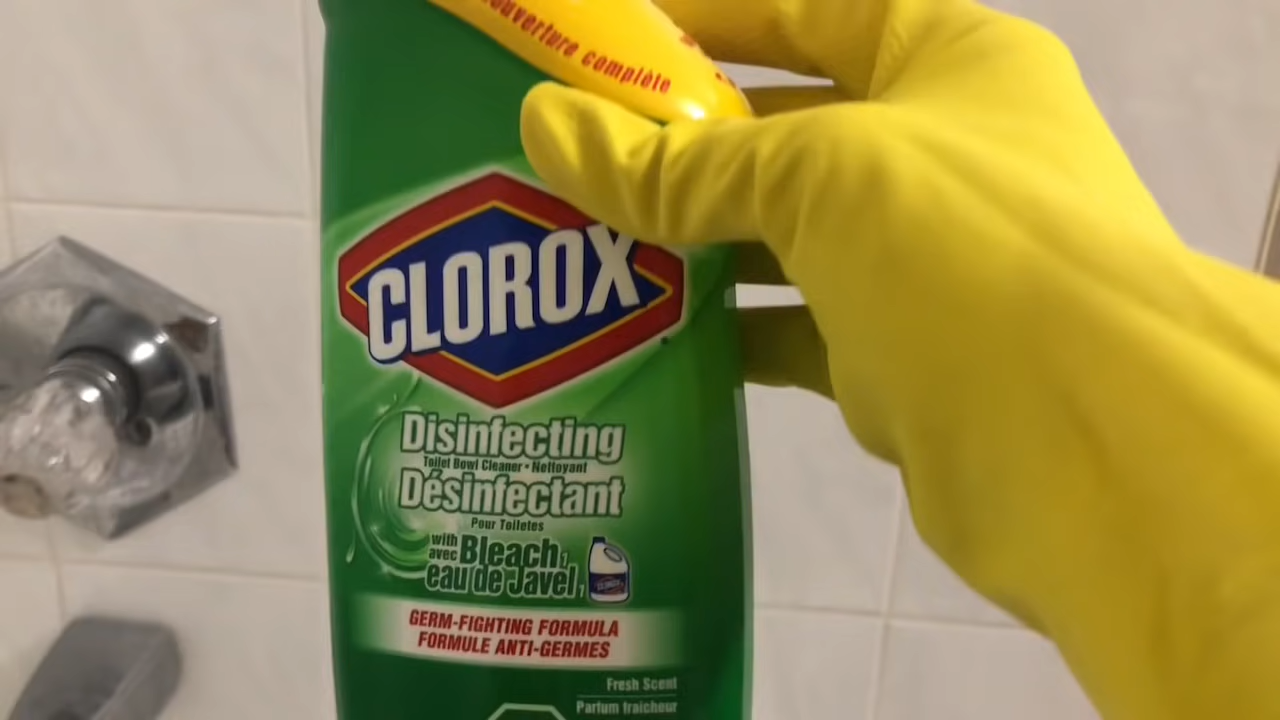 ouverture complète
CLOROX
Disinfecting
Toilet Bowl Cleaner • Nettoyant
Désinfectant
Pour Toilettes
with
avec Bleach
eau de Javel
CLOROX
GERM-FIGHTING FORMULA
FORMULE ANTI-GERMES
Fresh Scent
Parfum fraîcheur